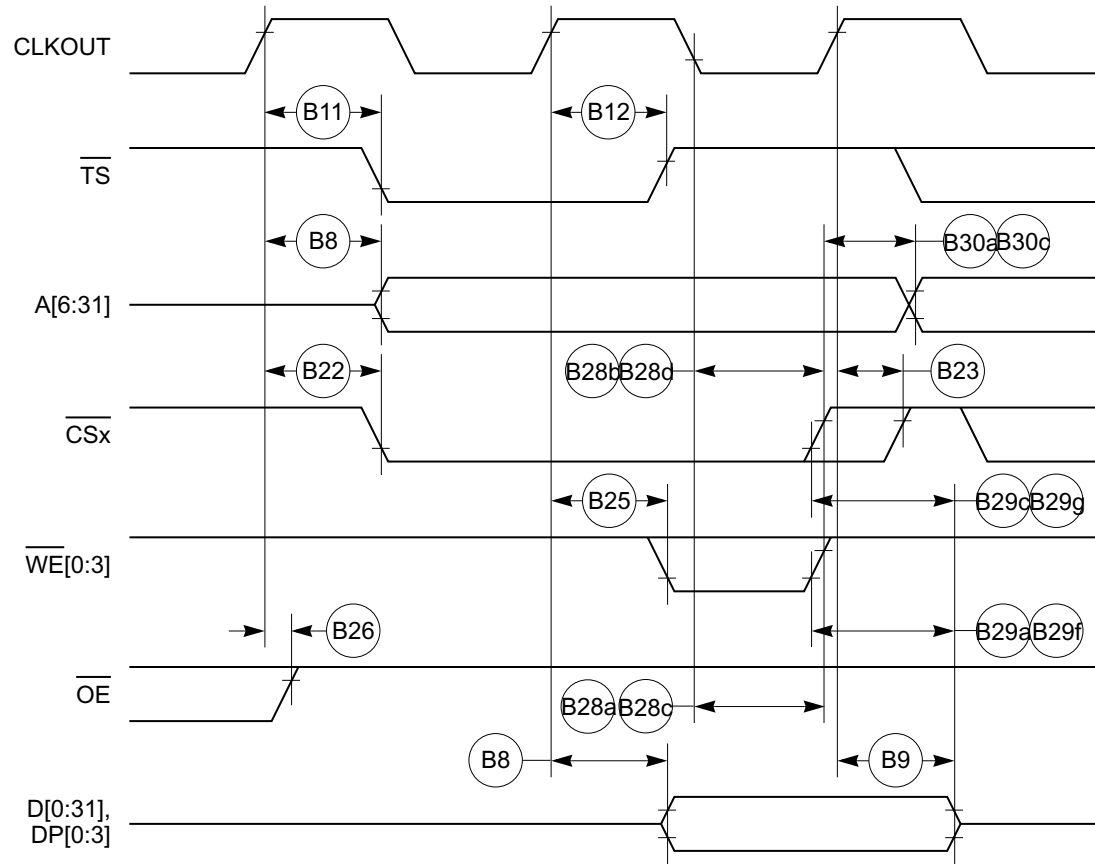 CLKOUT
B11
B12
TS
B8
B30a B30c
A[6:31]
B22
B28b B28d
B23
CSx
B25
B29c B29g
WE[0:3]
B26
B29a B29f
OE
B28a B28c
B8
B9
D[0:31],
DP[0:3]